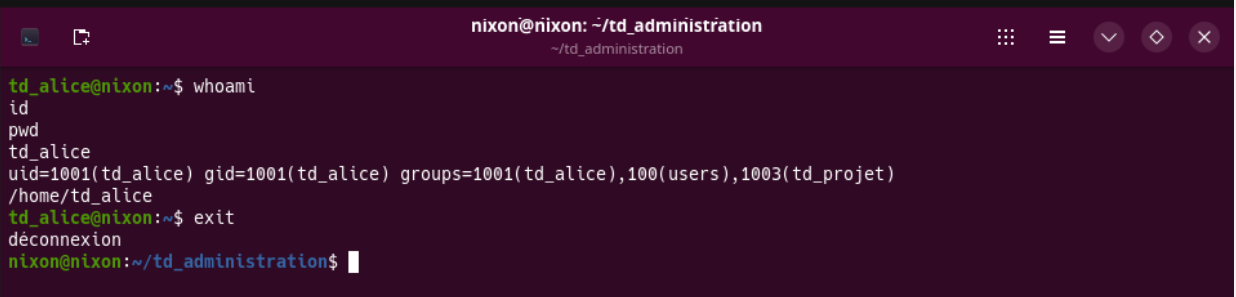 nixon@nixon: ~/td_administration
~/td_administration
td_alice@nixon:~$ whoami
id
pwd
td_alice
uid=1001(td_alice) gid=1001(td_alice) groups=1001(td_alice),100(users),1003(td_projet)
/home/td_alice
td_alice@nixon:~$ exit
déconnexion
nixon@nixon:~/td_administration$